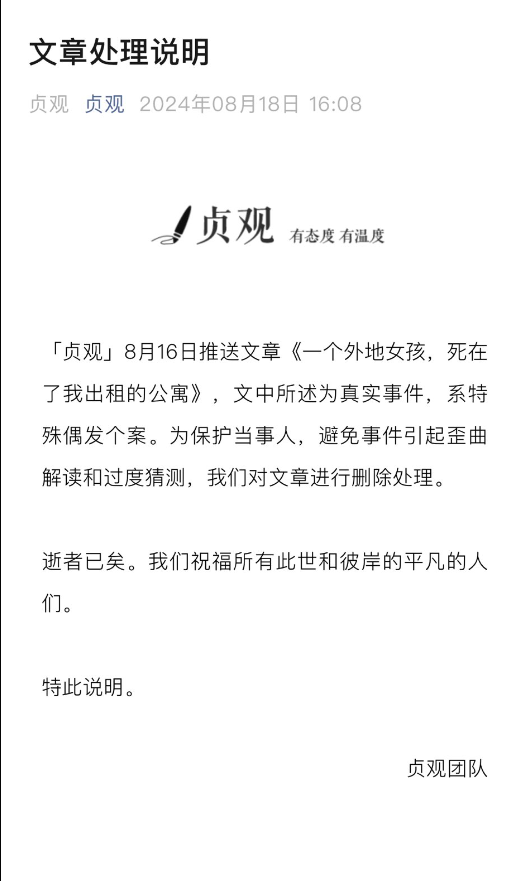 文章处理说明
贞观 贞观 2024年08月18日 16:08
贞观 有态度 有温度
「贞观」8月16日推送文章《一个外地女孩，死在
了我出租的公寓》，文中所述为真实事件，系特
殊偶发个案。为保护当事人，避免事件引起歪曲
解读和过度猜测，我们对文章进行删除处理。
逝者已矣。我们祝福所有此世和彼岸的平凡的人
们。
特此说明。
贞观团队